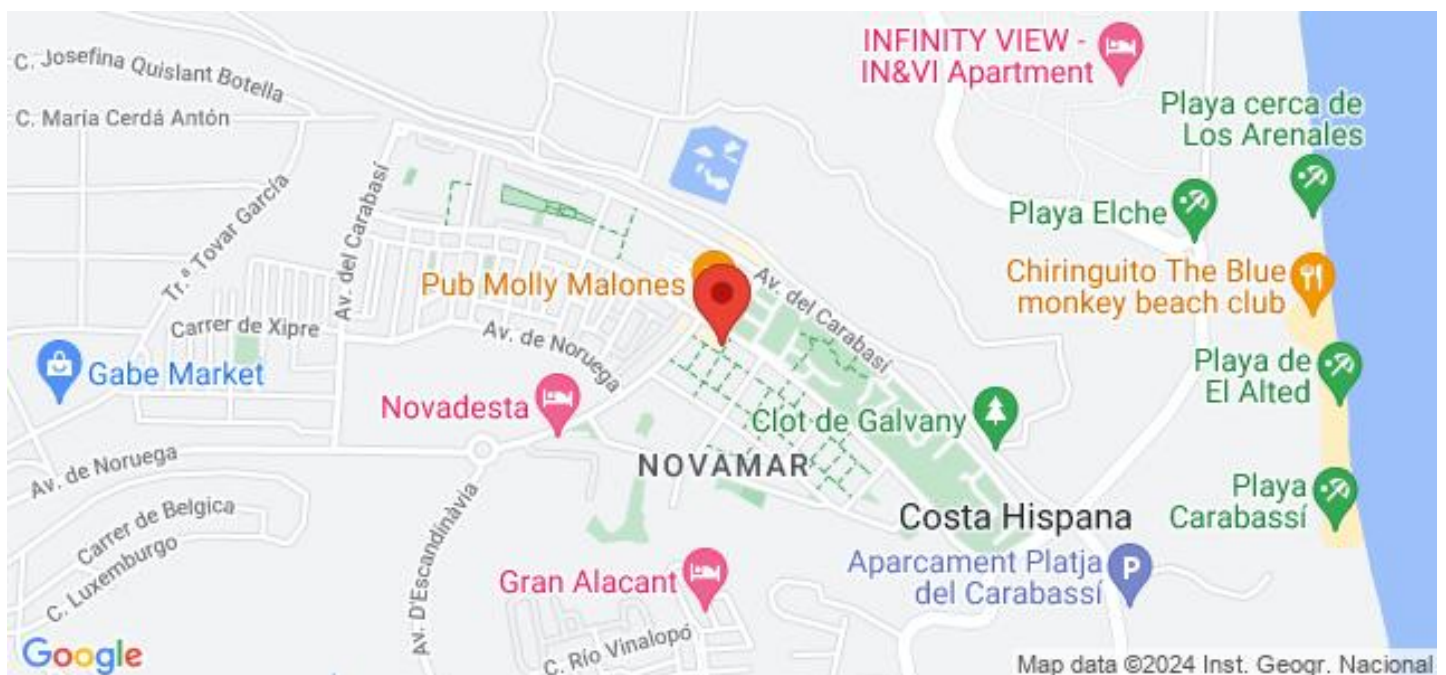 C. Josefina Quislant Botella
C. María Cerdá Antón
Tr.ª Tovar García
Av. del Carabasí
INFINITY VIEW -
IN&VI Apartment
Playa cerca de
Los Arenales
Playa Elche
Pub Molly Malones
Av. del Carabasí
Chiringuito The Blue
monkey beach club
Carrer de Xipre
Av. de Noruega
Gabe Market
Novadesta
Playa de
El Alted
Clot de Galvany
NOVAMAR
Av. de Noruega
Carrer de Belgica
C. Luxemburgo
Av. D'Escandinàvia
Playa
Carabassí
Costa Hispana
Gran Alacant
Aparcament Platja
del Carabassí
P
C. Río Vinalopó
Google
Map data ©2024 Inst. Geogr. Nacional